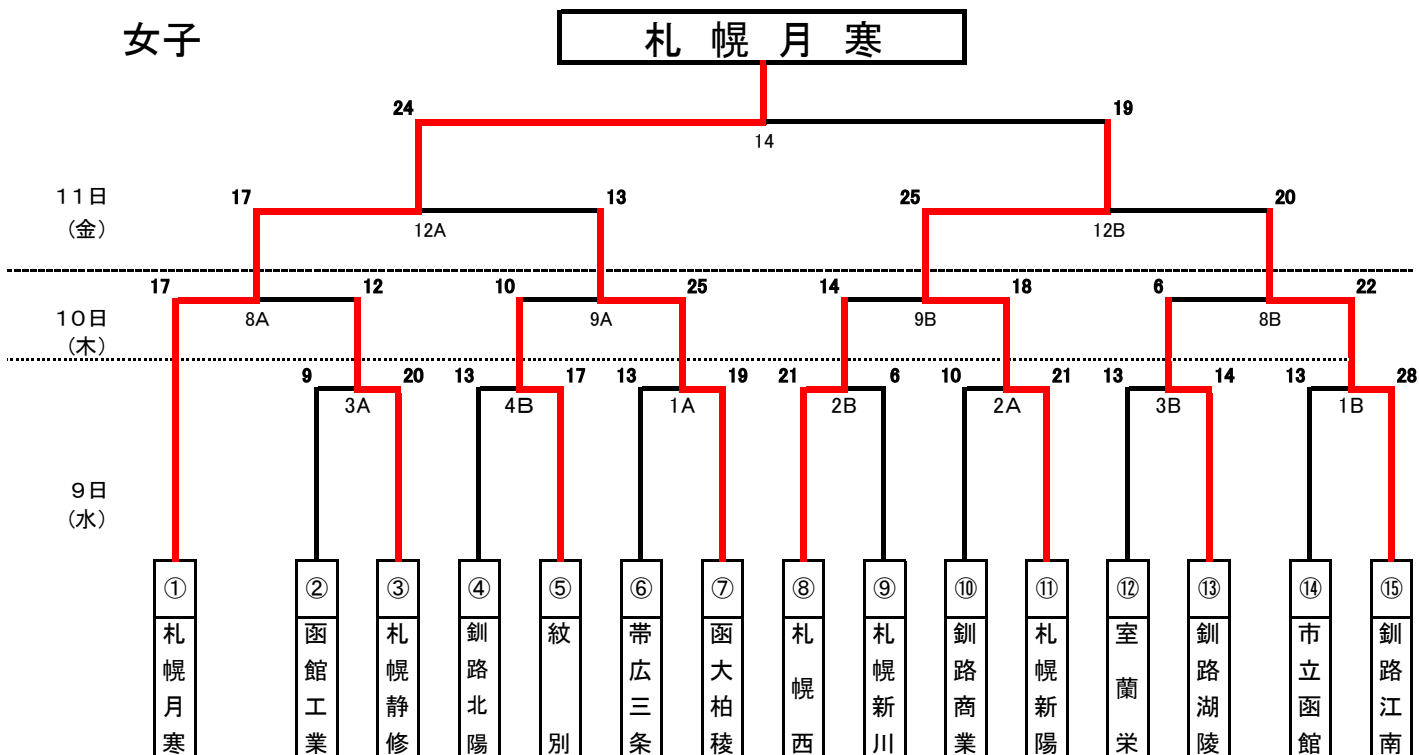 女子
札幌月寒
24 19
14
11日
(金)
17 13 25 20
12A 12B
17 12 10 25 14 18 6 22
10日
(木)
8A 9A 9B 8B
9 20 13 17 13 19 21 6 10 21 13 14 13 28
3A 4B 1A 2B 2A 3B 1B
9日
(水)
① 札幌月寒
② 函館工業
③ 札幌静修
④ 釧路北陽
⑤ 紋別
⑥ 帯広三条
⑦ 函大柏稜
⑧ 札幌西
⑨ 札幌新川
⑩ 釧路商業
⑪ 札幌新陽
⑫ 室蘭栄
⑬ 釧路湖陵
⑭ 市立函館
⑮ 釧路江南